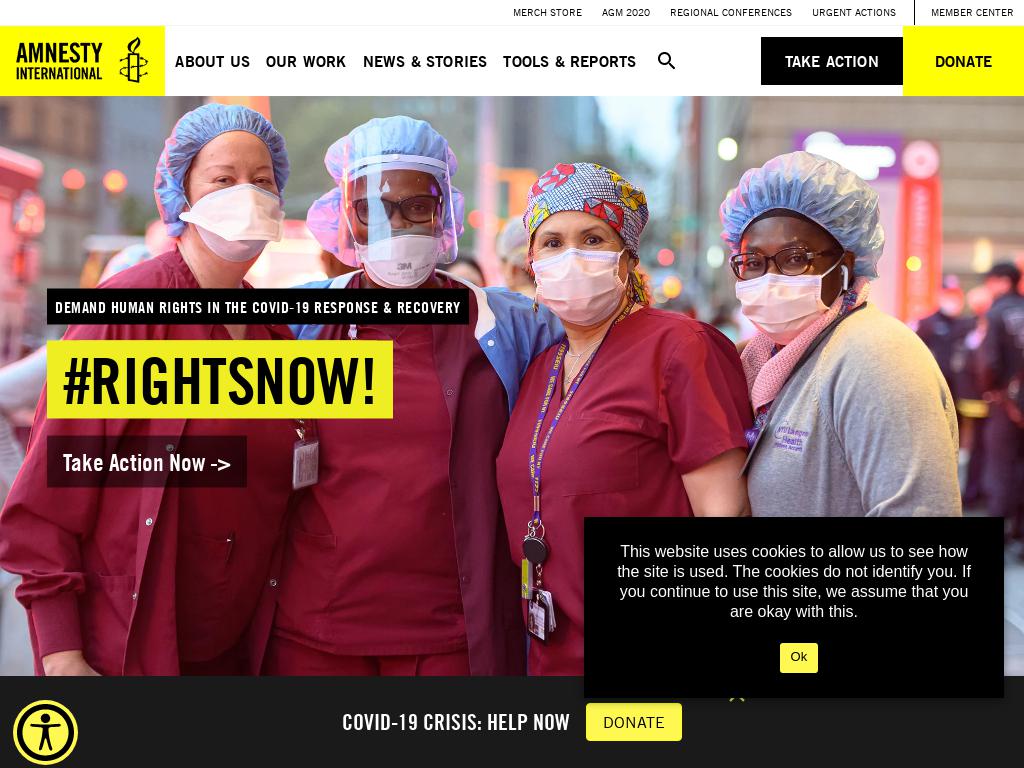 MERCH STORE
AGM 2020
REGIONAL CONFERENCES
URGENT ACTIONS
MEMBER CENTER
AMNESTY
INTERNATIONAL
ABOUT US
OUR WORK
NEWS & STORIES
TOOLS & REPORTS
TAKE ACTION
DONATE
3M
DEMAND HUMAN RIGHTS IN THE COVID-19 RESPONSE & RECOVERY
#RIGHTSNOW!
Take Action Now ->
Health
This website uses cookies to allow us to see how
the site is used. The cookies do not identify you. If
you continue to use this site, we assume that you
are okay with this.
Ok
COVID-19 CRISIS: HELP NOW
DONATE